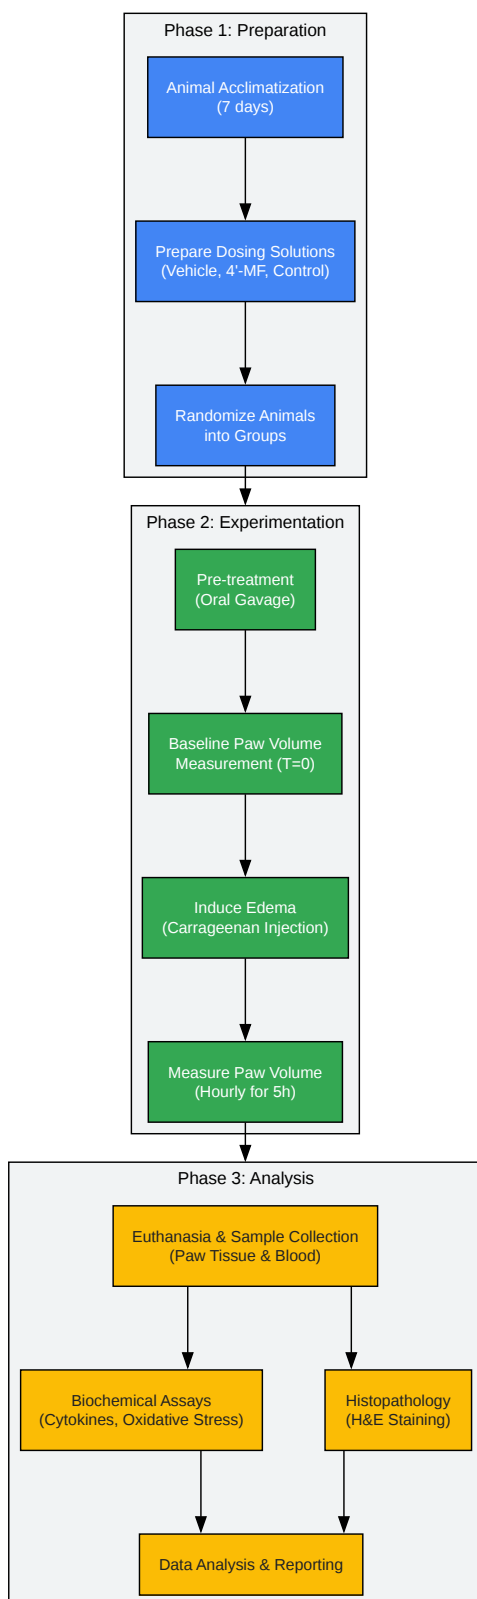 Phase 1: Preparation
Animal Acclimatization
(7 days)
Prepare Dosing Solutions
(Vehicle, 4'-MF, Control)
Randomize Animals
into Groups
Phase 2: Experimentation
Pre-treatment
(Oral Gavage)
Baseline Paw Volume
Measurement (T=0)
Induce Edema
(Carrageenan Injection)
Measure Paw Volume
(Hourly for 5h)
Phase 3: Analysis
Euthanasia & Sample Collection
(Paw Tissue & Blood)
Biochemical Assays
(Cytokines, Oxidative Stress)
Histopathology
(H&E Staining)
Data Analysis & Reporting